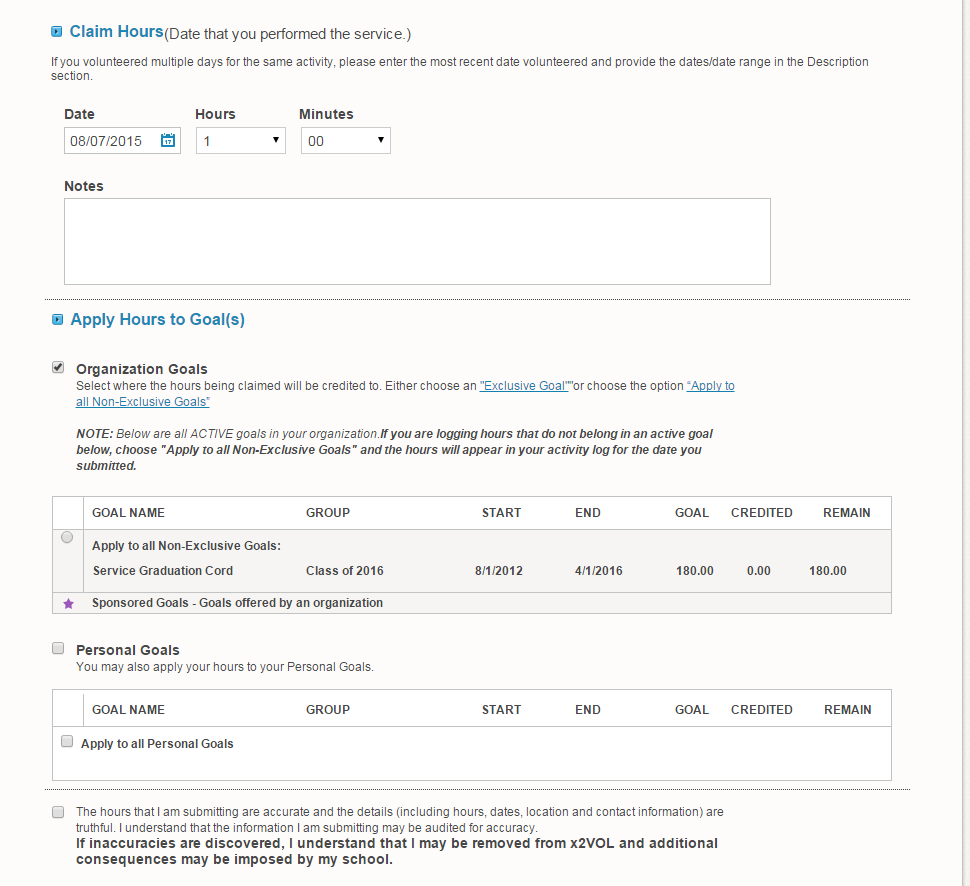 Claim Hours(Date that you performed the service.)
If you volunteered multiple days for the same activity, please enter the most recent date volunteered and provide the dates/date range in the Description
section.
Date Hours Minutes
08/07/2015 17 1 00
Notes
Apply Hours to Goal(s)
Organization Goals
Select where the hours being claimed will be credited to. Either choose an "Exclusive Goal""or choose the option “Apply to
all Non-Exclusive Goals”
NOTE: Below are all ACTIVE goals in your organization.If you are logging hours that do not belong in an active goal
below, choose "Apply to all Non-Exclusive Goals" and the hours will appear in your activity log for the date you
submitted.
GOAL NAME GROUP START END GOAL CREDITED REMAIN
Apply to all Non-Exclusive Goals:
Service Graduation Cord Class of 2016 8/1/2012 4/1/2016 180.00 0.00 180.00
Sponsored Goals - Goals offered by an organization
Personal Goals
You may also apply your hours to your Personal Goals.
GOAL NAME GROUP START END GOAL CREDITED REMAIN
Apply to all Personal Goals
The hours that I am submitting are accurate and the details (including hours, dates, location and contact information) are
truthful. I understand that the information I am submitting may be audited for accuracy.
If inaccuracies are discovered, I understand that I may be removed from x2VOL and additional
consequences may be imposed by my school.